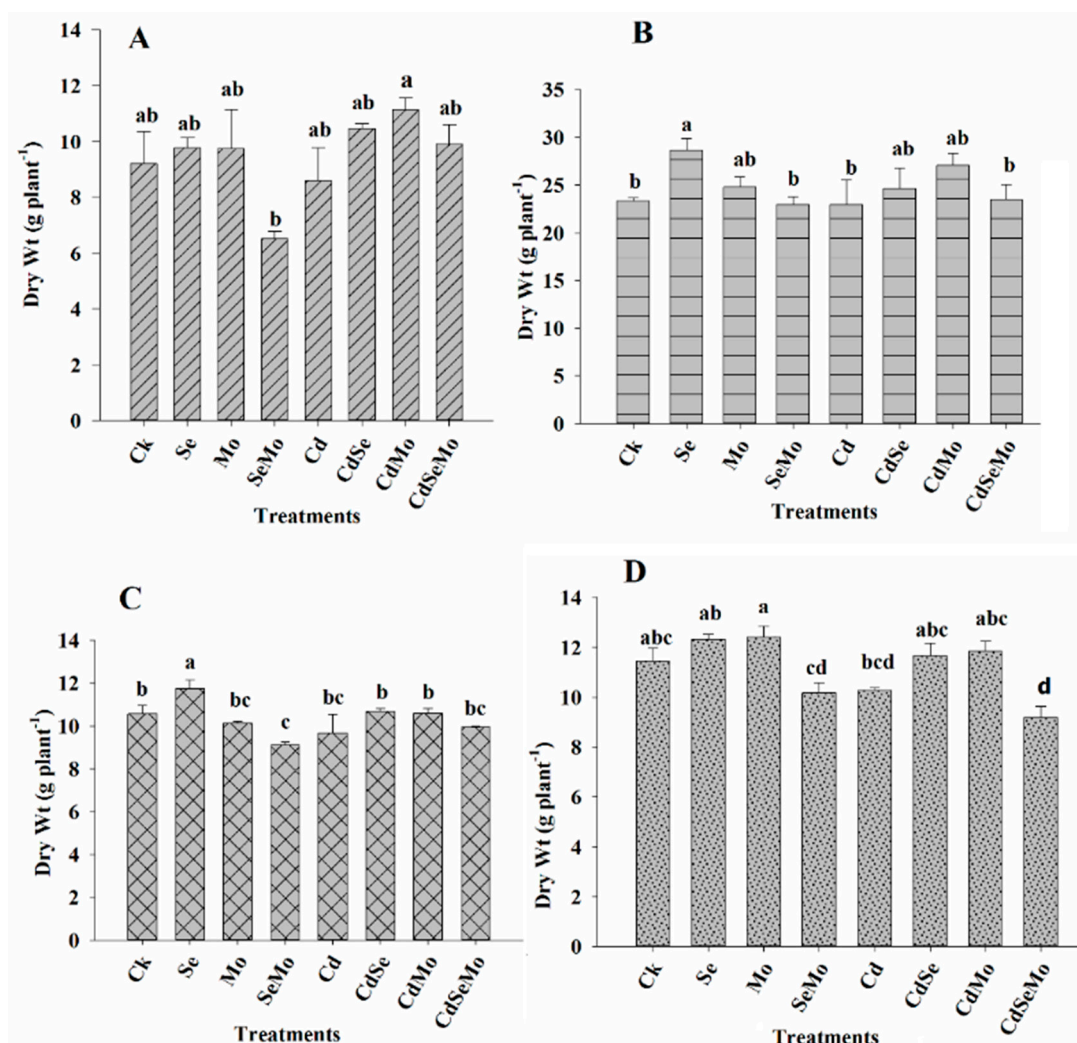 A
Dry Wt (g plant⁻¹)
14
12
10
8
6
4
2
0
ab
ab
ab
b
ab
ab
a
ab
Ck
Se
Mo
SeMo
Cd
CdSe
CdMo
CdSeMo
Treatments
B
Dry Wt (g plant⁻¹)
35
30
25
20
15
10
5
0
b
a
ab
b
b
ab
ab
b
Ck
Se
Mo
SeMo
Cd
CdSe
CdMo
CdSeMo
Treatments
C
Dry Wt (g plant⁻¹)
14
12
10
8
6
4
2
0
b
a
bc
c
bc
b
b
bc
Ck
Se
Mo
SeMo
Cd
CdSe
CdMo
CdSeMo
Treatments
D
Dry Wt (g plant⁻¹)
14
12
10
8
6
4
2
0
abc
ab
a
cd
bcd
abc
abc
d
Ck
Se
Mo
SeMo
Cd
CdSe
CdMo
CdSeMo
Treatments